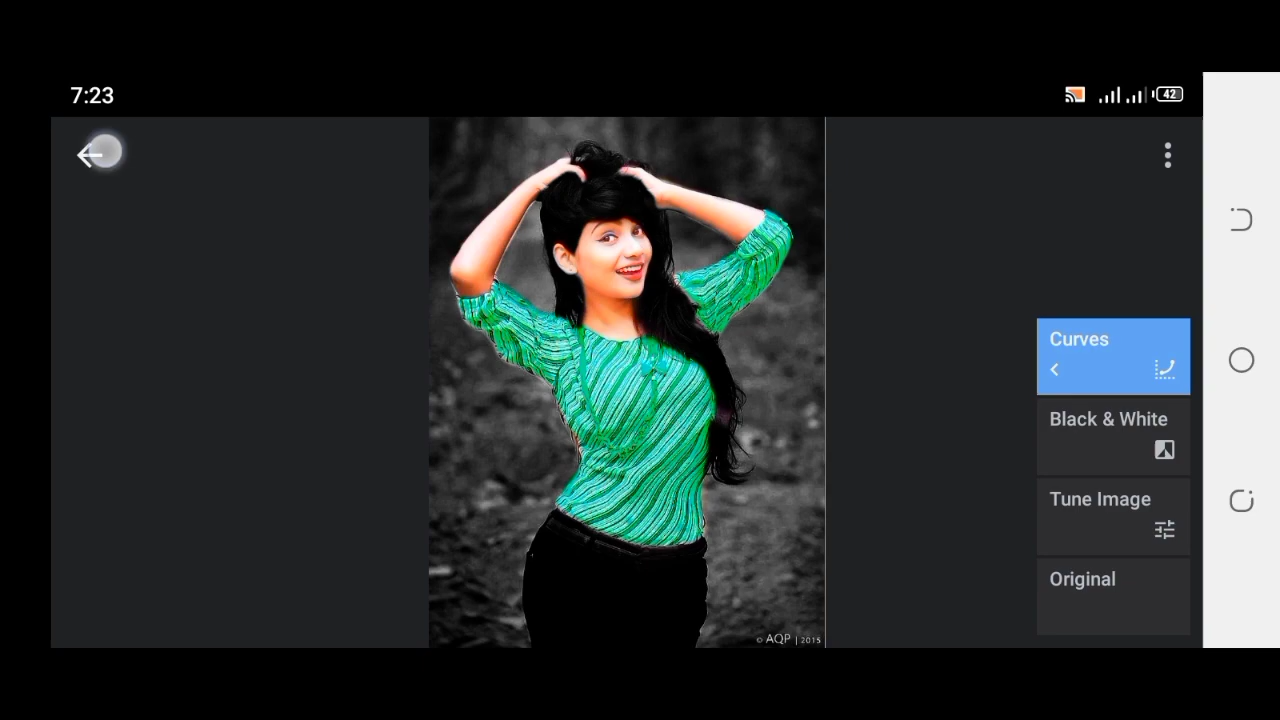 7:23
42
Curves
Black & White
Tune Image
Original
© AQP | 2015